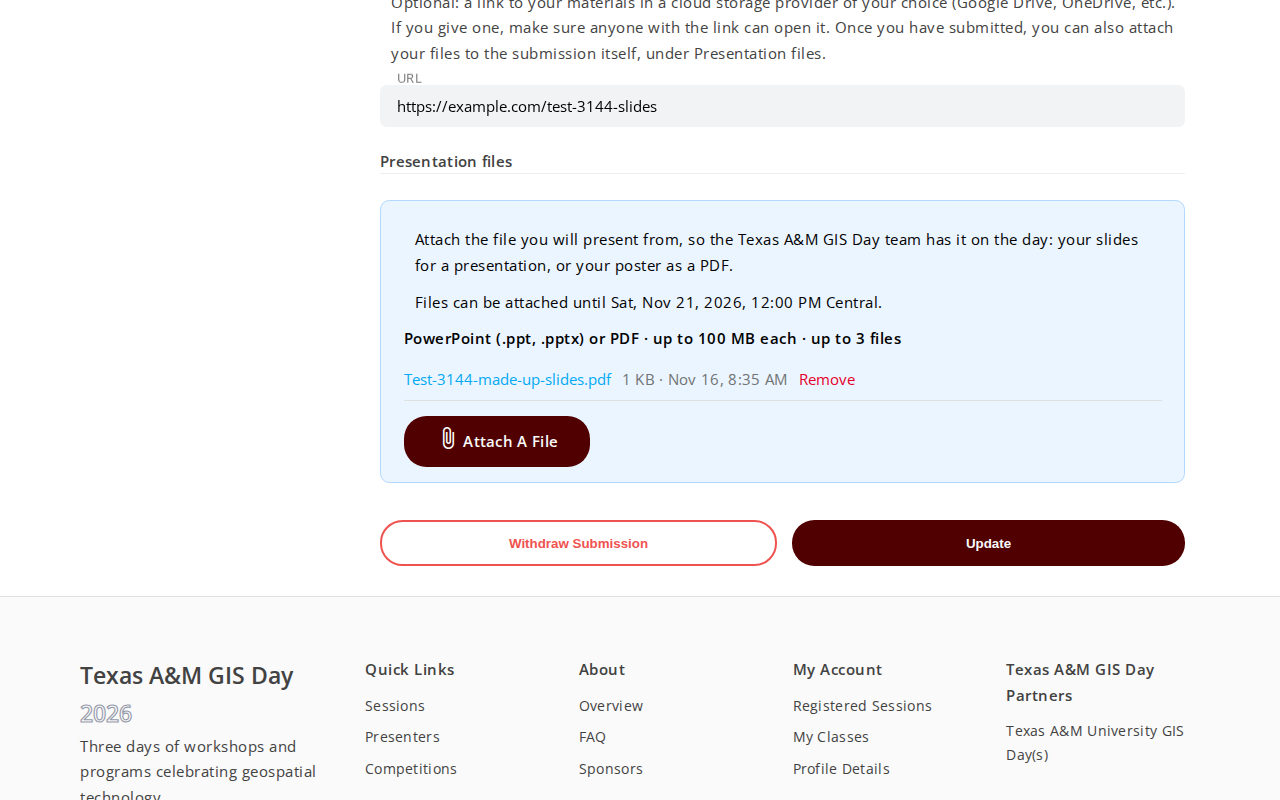 Optional: a link to your materials in a cloud storage provider of your choice (Google Drive, OneDrive, etc.).
If you give one, make sure anyone with the link can open it. Once you have submitted, you can also attach
your files to the submission itself, under Presentation files.
URL
https://example.com/test-3144-slides
Presentation files
Attach the file you will present from, so the Texas A&M GIS Day team has it on the day: your slides
for a presentation, or your poster as a PDF.
Files can be attached until Sat, Nov 21, 2026, 12:00 PM Central.
PowerPoint (.ppt, .pptx) or PDF · up to 100 MB each · up to 3 files
Test-3144-made-up-slides.pdf 1 KB · Nov 16, 8:35 AM Remove
Attach A File
Withdraw Submission
Update
Texas A&M GIS Day
2026
Three days of workshops and
programs celebrating geospatial
technology
Quick Links
Sessions
Presenters
Competitions
About
Overview
FAQ
Sponsors
My Account
Registered Sessions
My Classes
Profile Details
Texas A&M GIS Day
Partners
Texas A&M University GIS
Day(s)